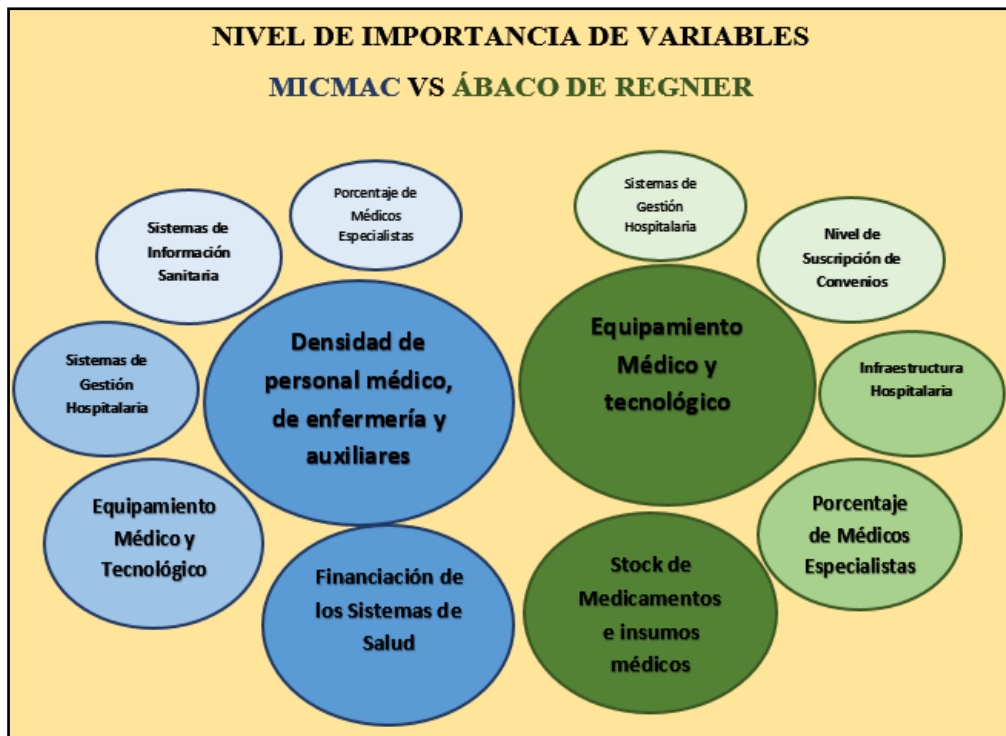 NIVEL DE IMPORTANCIA DE VARIABLES
MICMAC VS ÁBACO DE REGNIER
Porcentaje de
Médicos
Especialistas
Sistemas de
Información
Sanitaria
Sistemas de
Gestión
Hospitalaria
Equipamiento
Médico y
Tecnológico
Densidad de
personal médico,
de enfermería y
auxiliares
Financiación de
los Sistemas de
Salud
Sistemas de
Gestión
Hospitalaria
Nivel de
Suscripción de
Convenios
Equipamiento
Médico y
tecnológico
Infraestructura
Hospitalaria
Porcentaje
de Médicos
Especialistas
Stock de
Medicamentos
e insumos
médicos